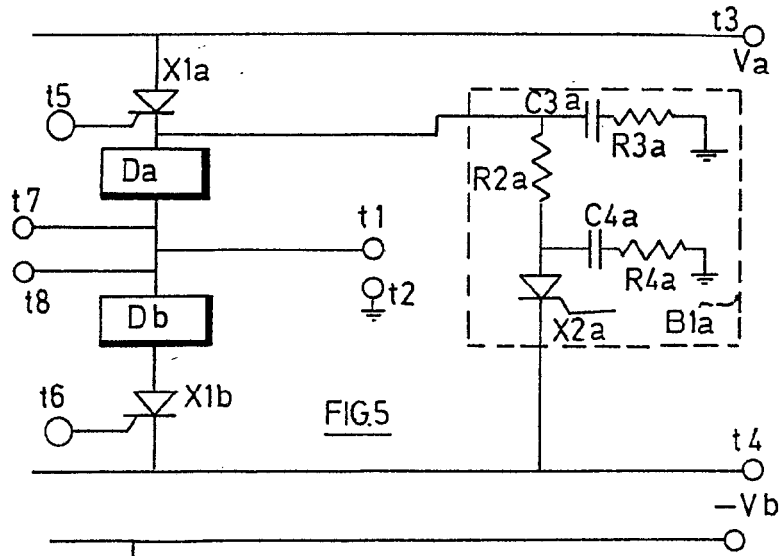 t3
Va
X1a
t5
C3a
R3a
Da
R2a
t7
t1
C4a
t8
t2
R4a
Db
X2a
B1a
t6
X1b
FIG.5
t4
-Vb